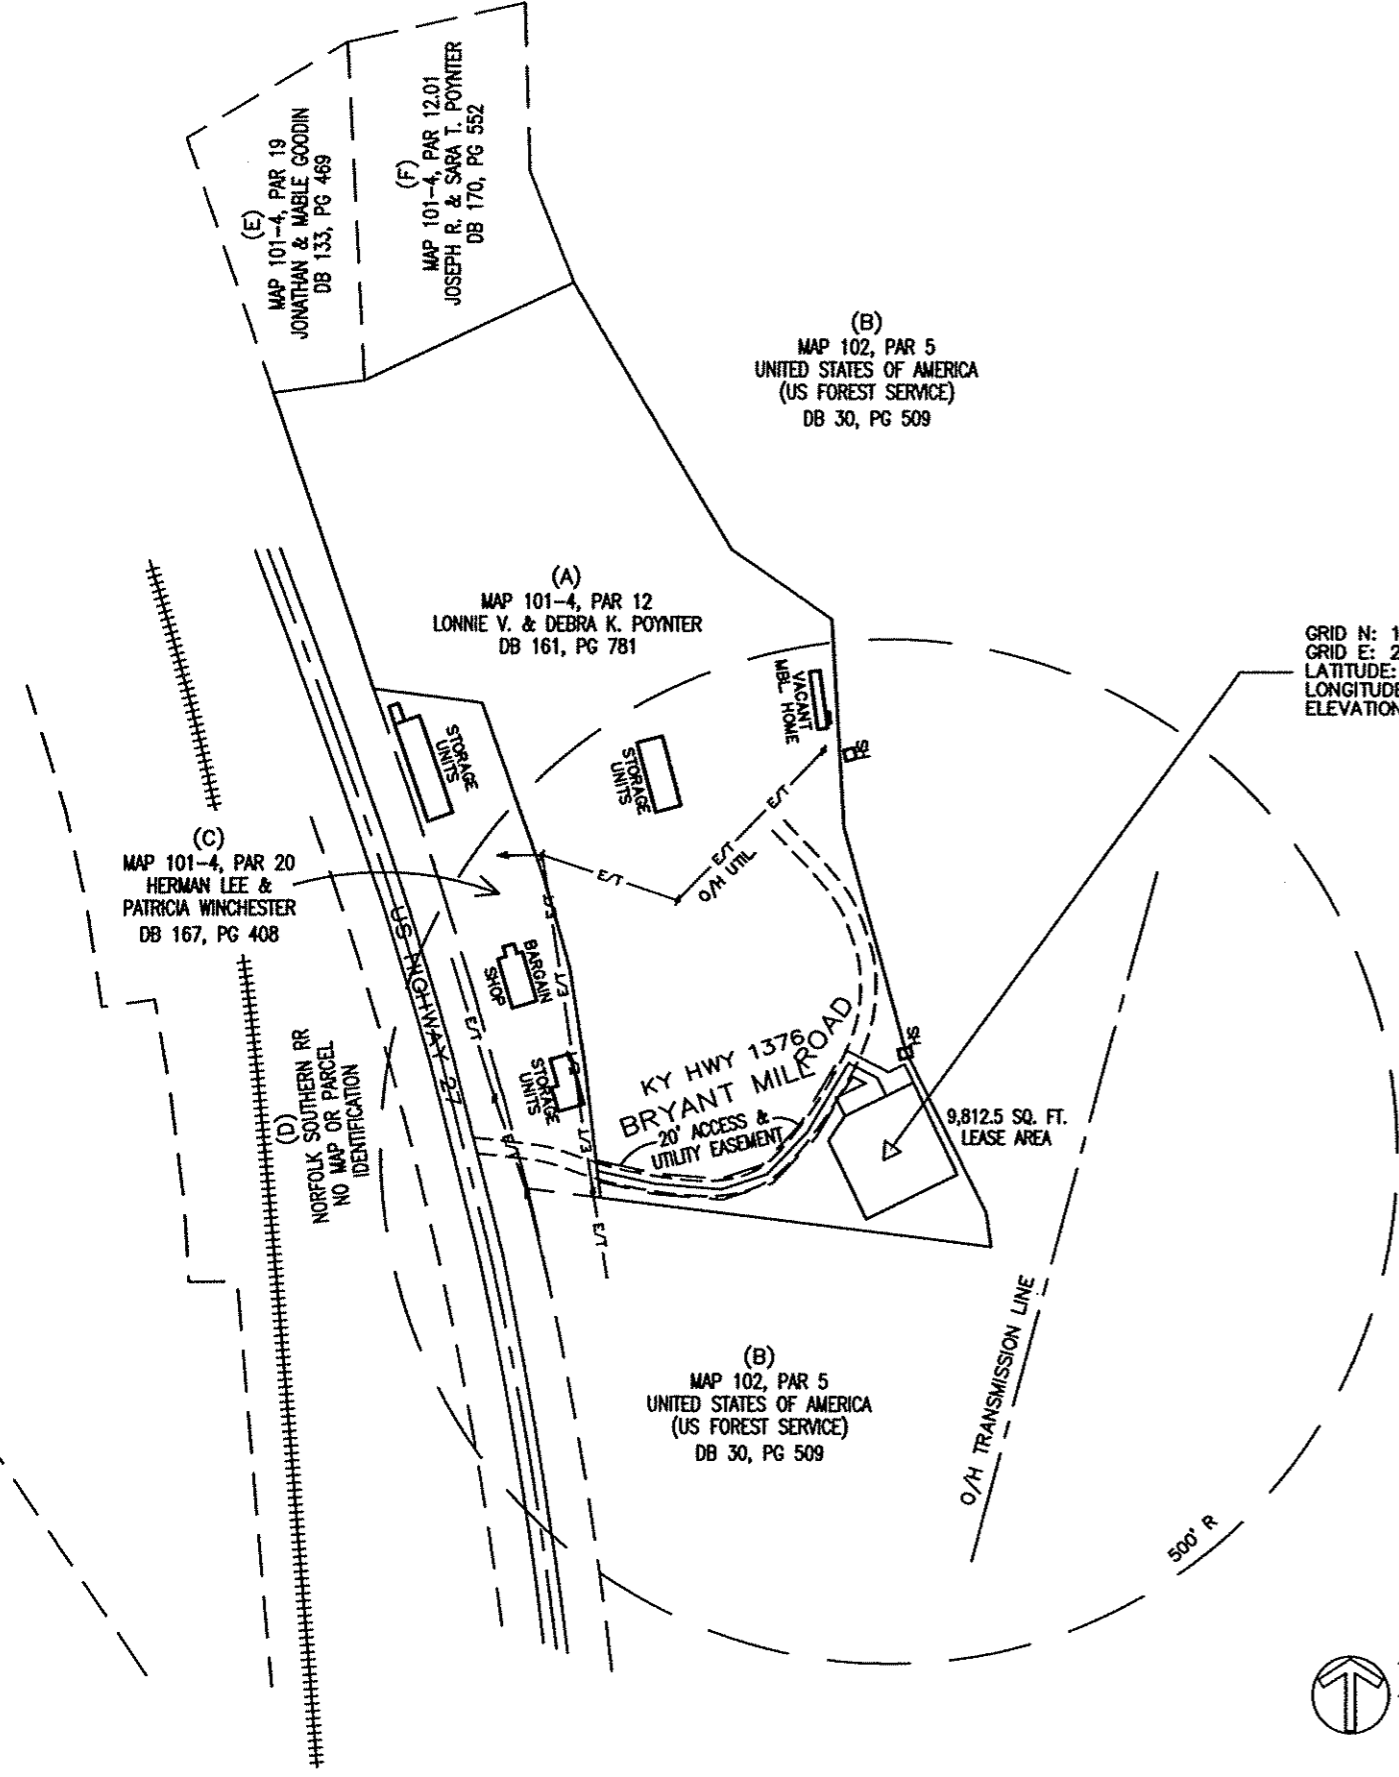 (E)
MAP 101-4, PAR 19
JONATHAN & MABLE GOODIN
DB 133, PG 469
(F)
MAP 101-4, PAR 12.01
JOSEPH R. & SARA T. POYNTER
DB 170, PG 552
(B)
MAP 102, PAR 5
UNITED STATES OF AMERICA
(US FOREST SERVICE)
DB 30, PG 509
(A)
MAP 101-4, PAR 12
LONNIE V. & DEBRA K. POYNTER
DB 161, PG 781
GRID N: 1
GRID E: 2
LATITUDE:
LONGITUDE
ELEVATION
VACANT
MBL. HOME
STORAGE
UNITS
STORAGE
UNITS
SH
E/T
E/T
O/H UTIL
E/T
(C)
MAP 101-4, PAR 20
HERMAN LEE &
PATRICIA WINCHESTER
DB 167, PG 408
US HIGHWAY 27
E/T
BARGAIN
SHOP
E/T
E/T
STORAGE
UNITS
E/T
E/T
E/T
E/T
KY HWY 1376
BRYANT MILL ROAD
20' ACCESS &
UTILITY EASEMENT
SH
9,812.5 SQ. FT.
LEASE AREA
(D)
NORFOLK SOUTHERN RR
NO MAP OR PARCEL
IDENTIFICATION
(B)
MAP 102, PAR 5
UNITED STATES OF AMERICA
(US FOREST SERVICE)
DB 30, PG 509
O/H TRANSMISSION LINE
500' R